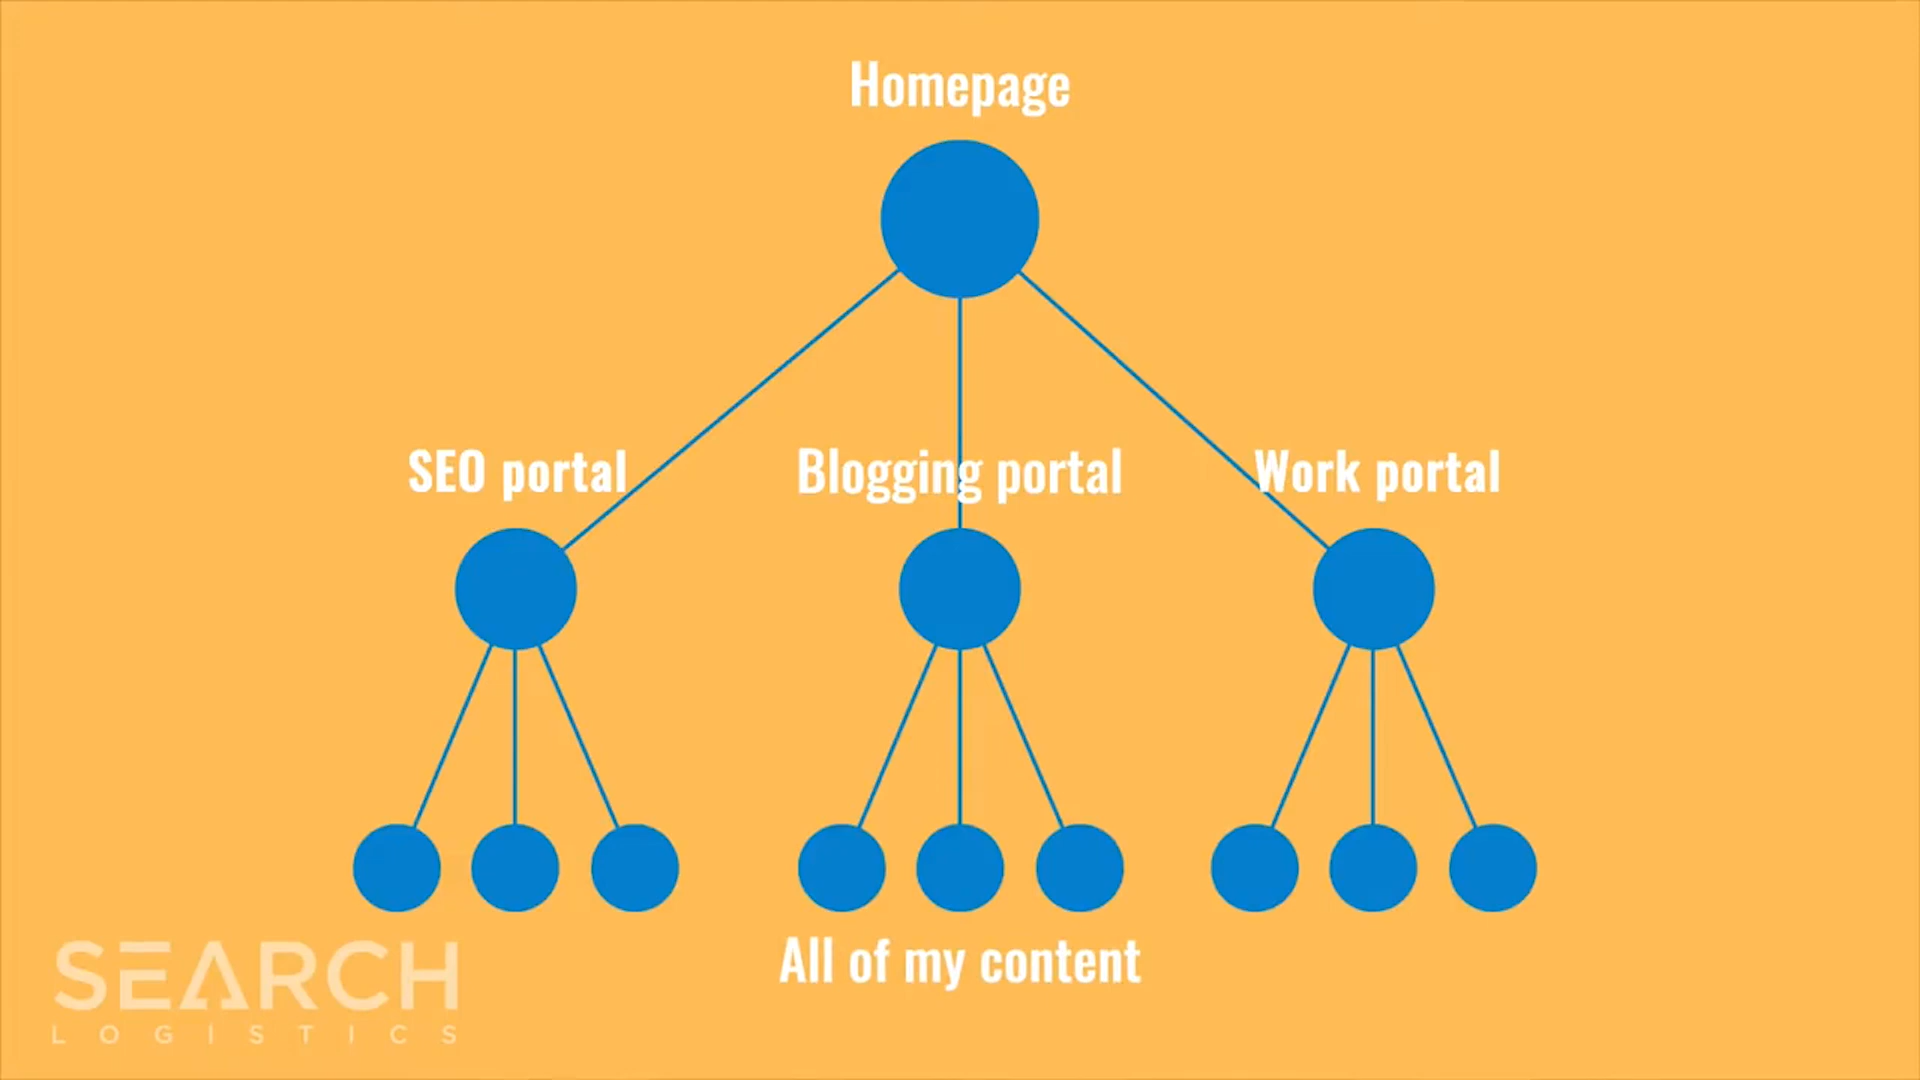 Homepage
SEO portal
Blogging portal
Work portal
All of my content
SEARCH
LOGISTICS